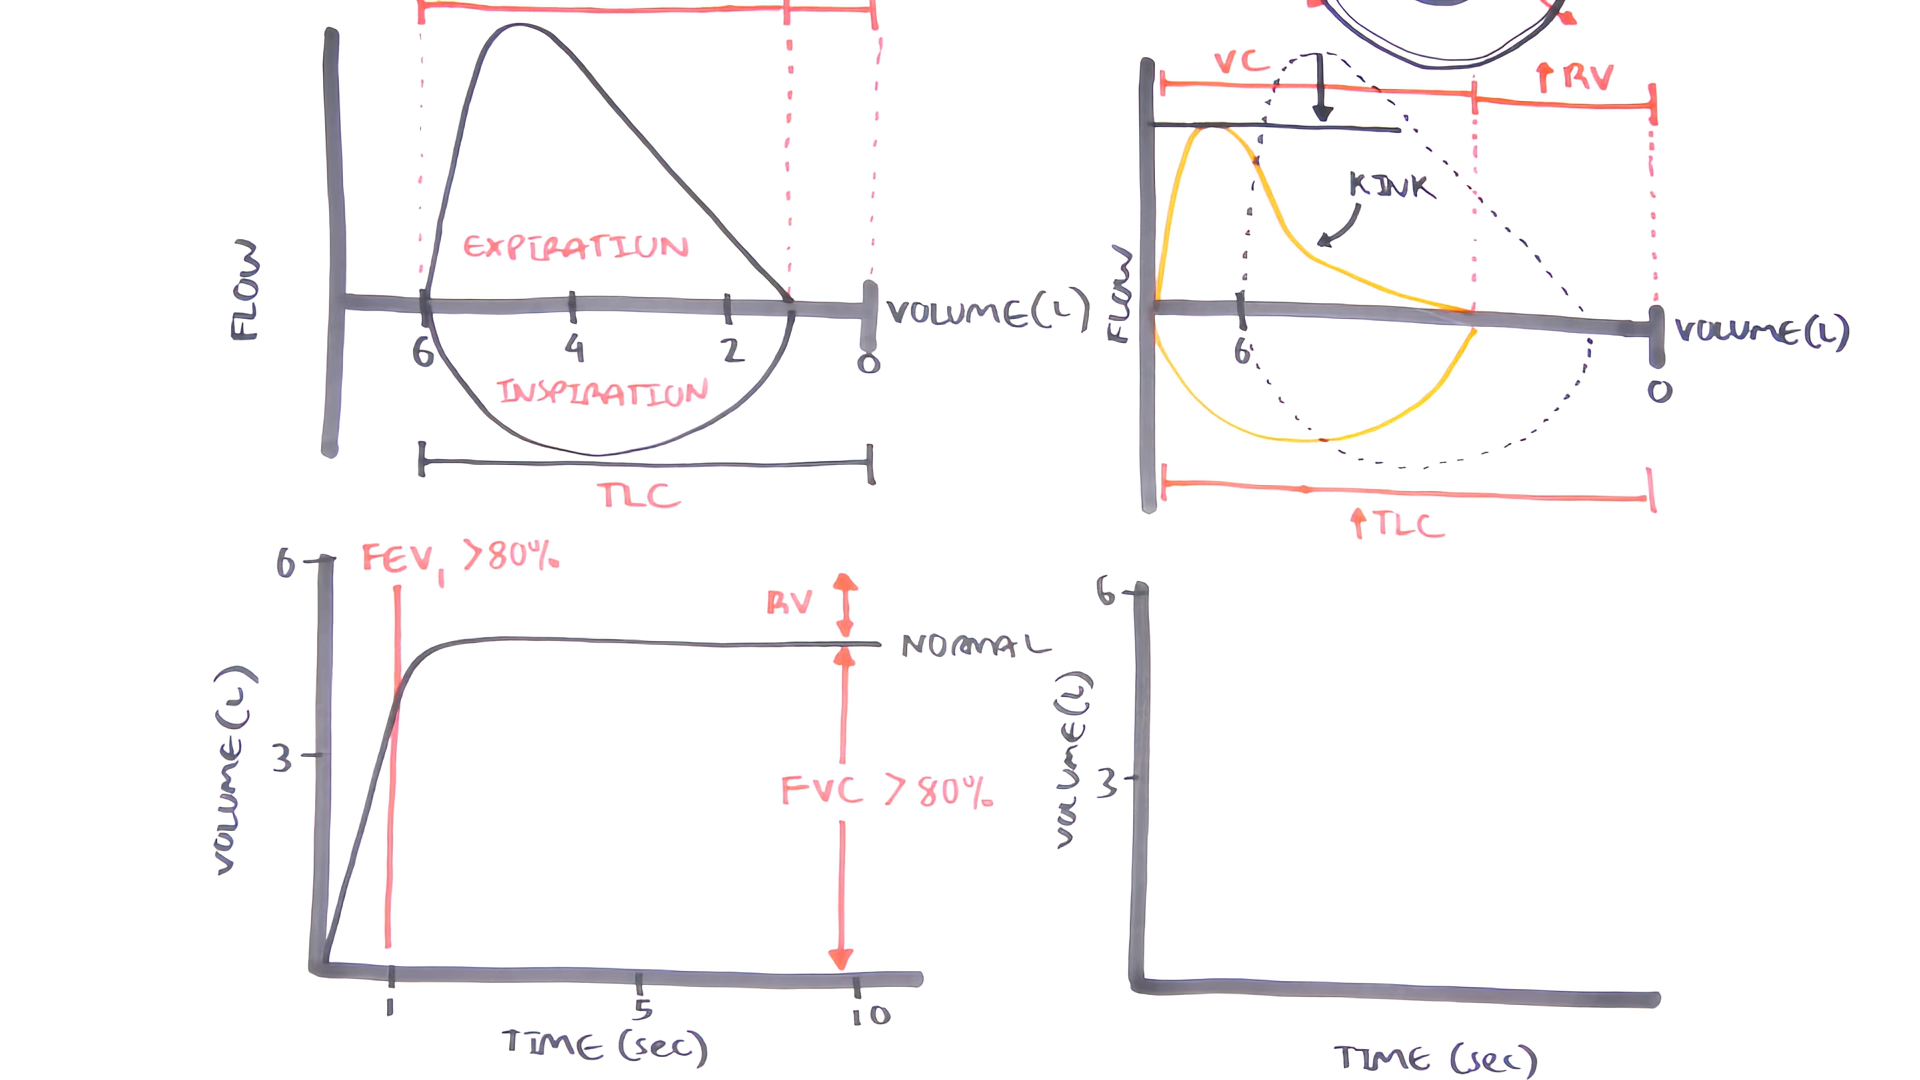 FLOW
EXPIRATION
6
4
2
0
VOLUME(L)
INSPIRATION
TLC
VC
↑RV
KINK
FLOW
6
VOLUME(L)
0
↑TLC
FEV1 >80%
6
3
VOLUME(L)
RV
NORMAL
FVC >80%
1
5
10
TIME (sec)
6
3
VOLUME(L)
TIME (sec)